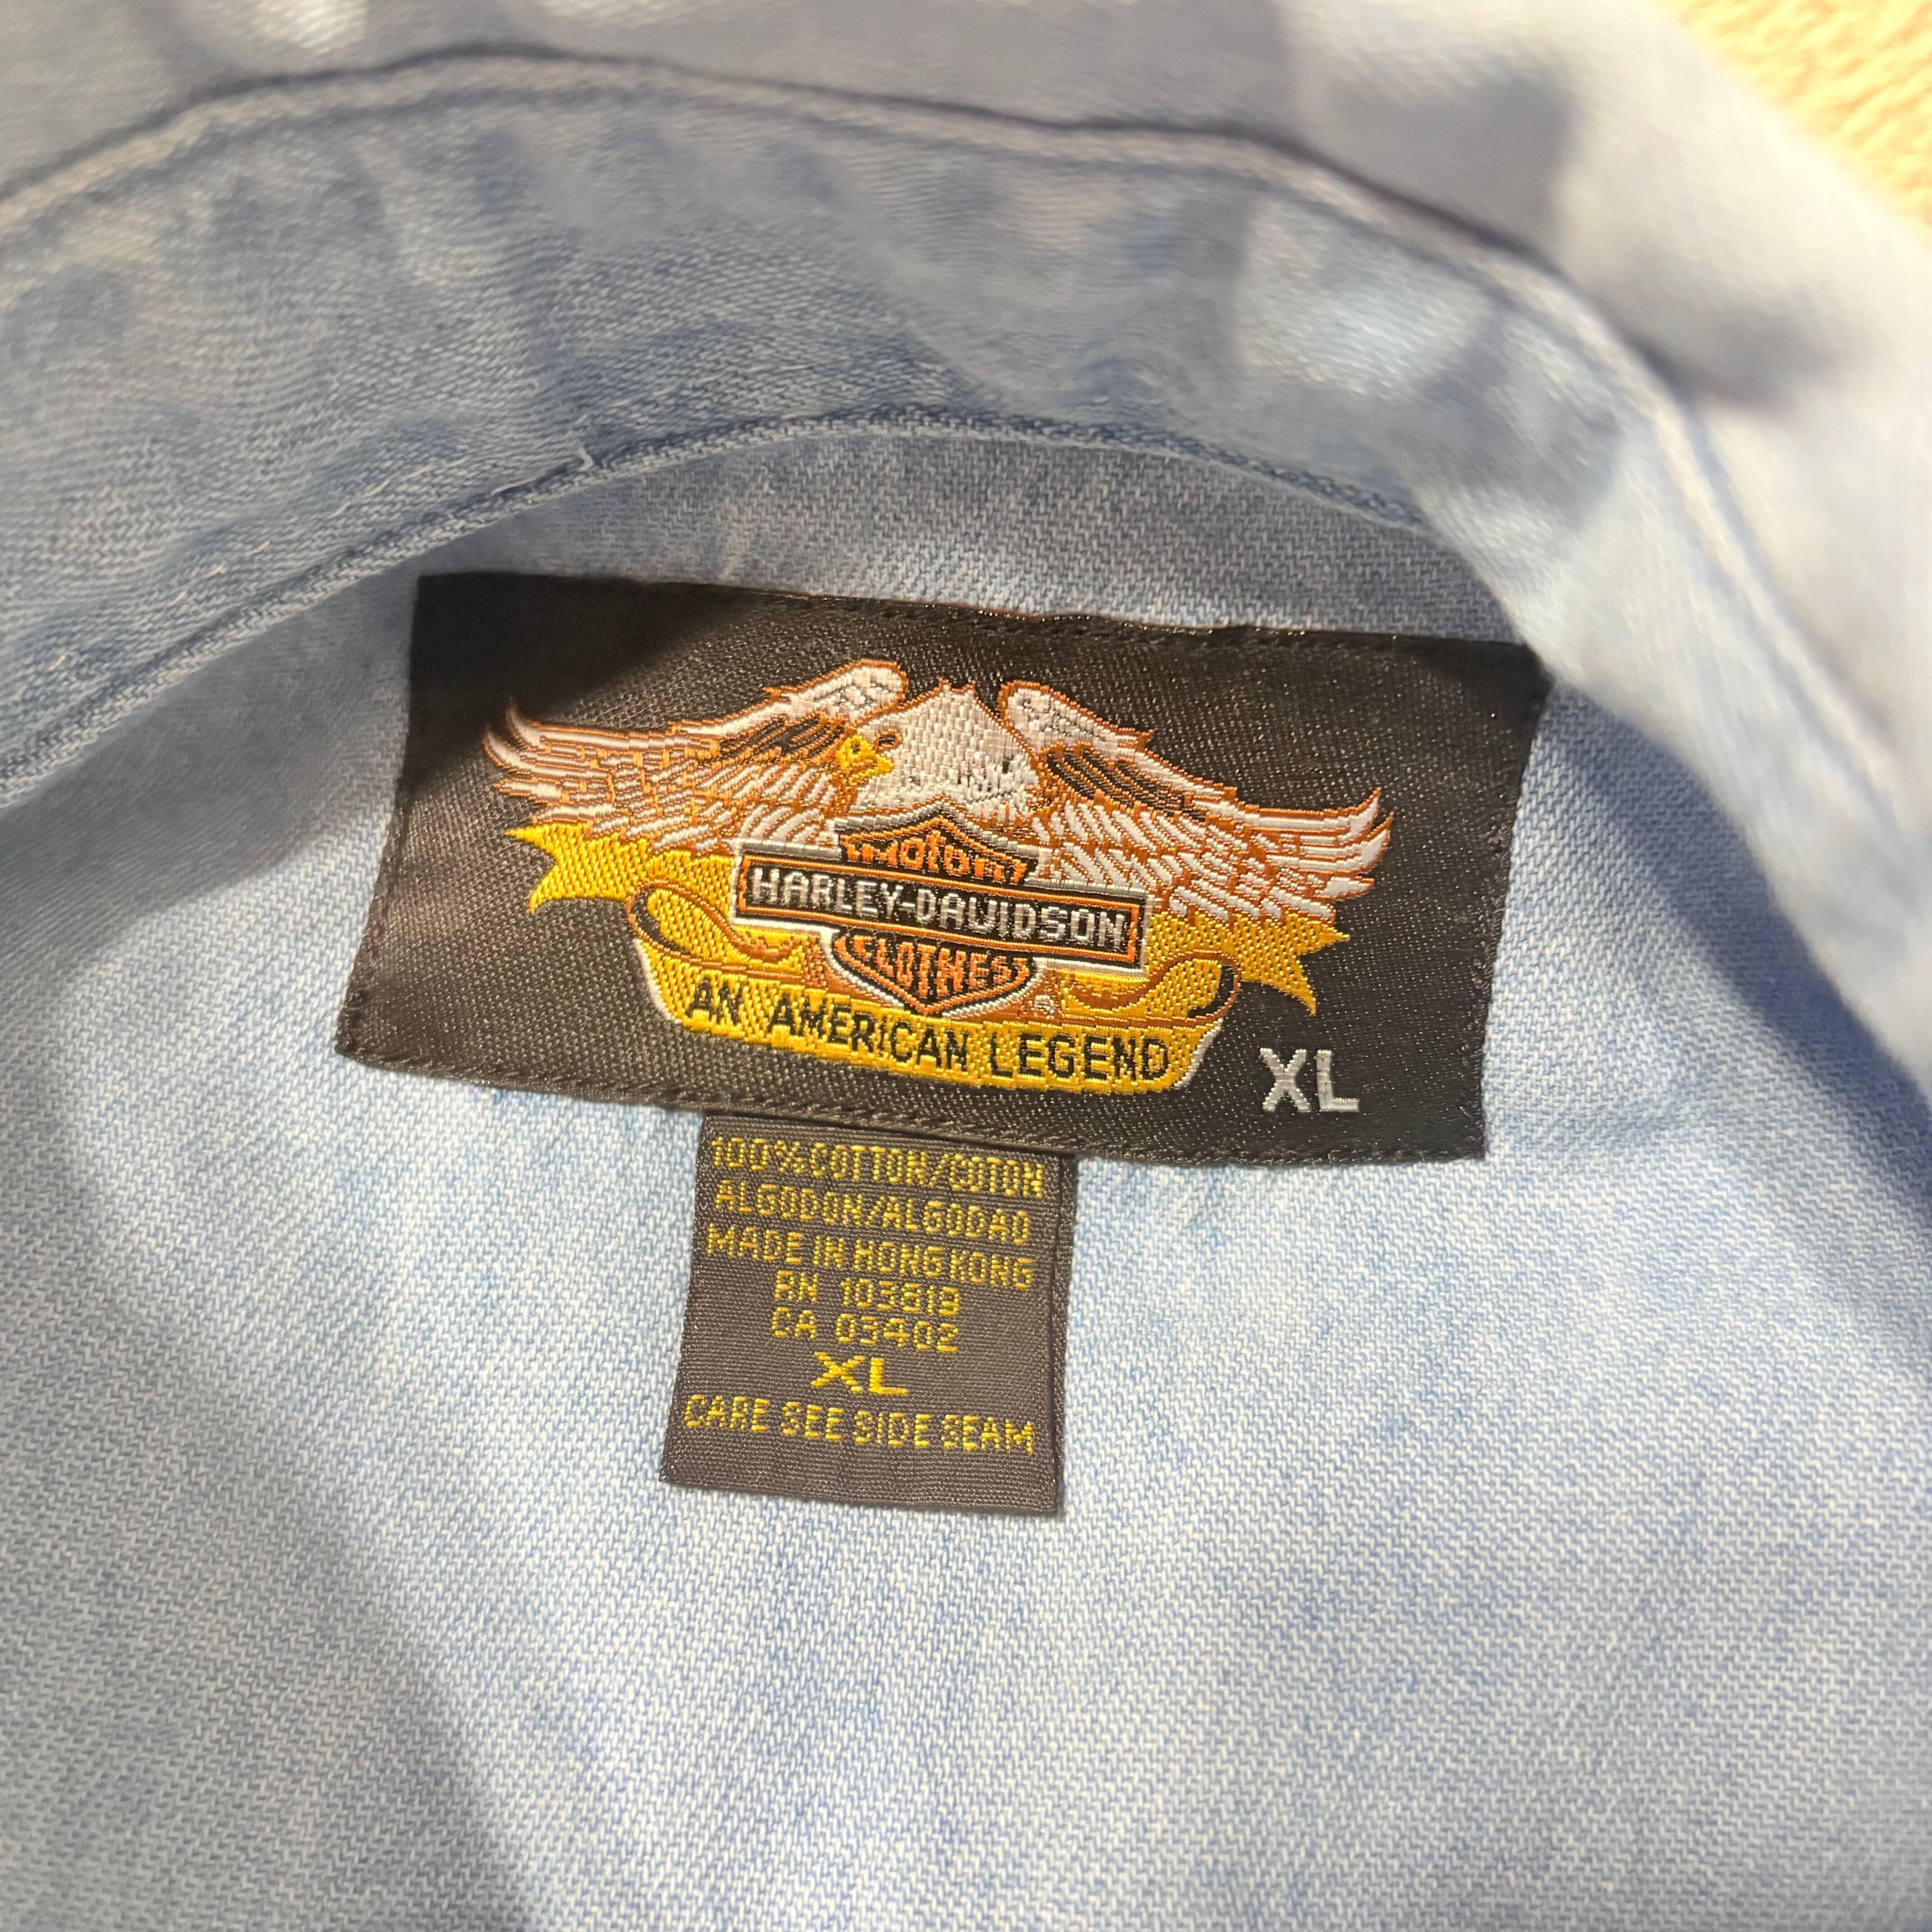 MOTOR
HARLEY-DAVIDSON
CLOTHES
AN AMERICAN LEGEND
XL
100% COTTON/COTON
ALGODON/ALGODAO
MADE IN HONG KONG
RN 103819
CA 03402
XL
CARE SEE SIDE SEAM